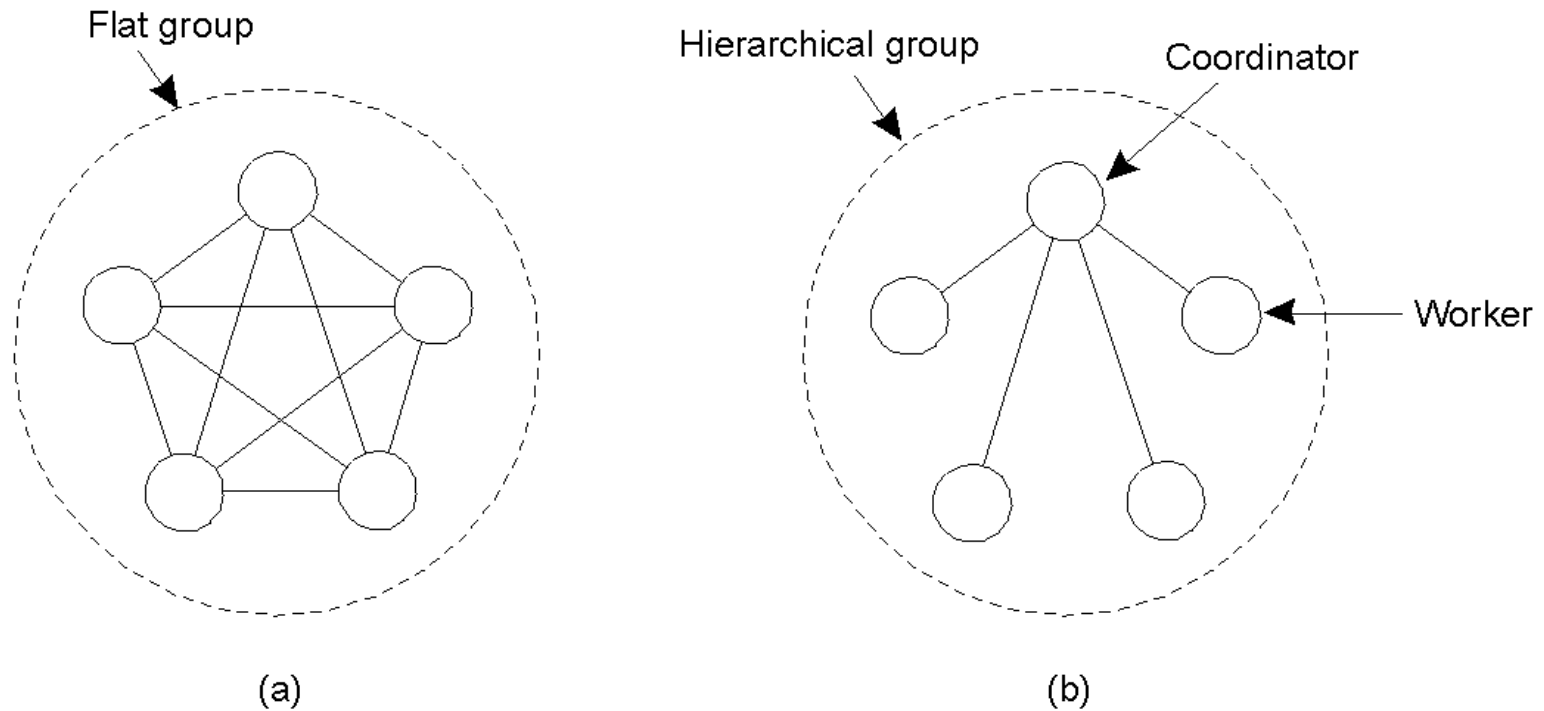 Flat group
Hierarchical group
Coordinator
Worker
(a)
(b)